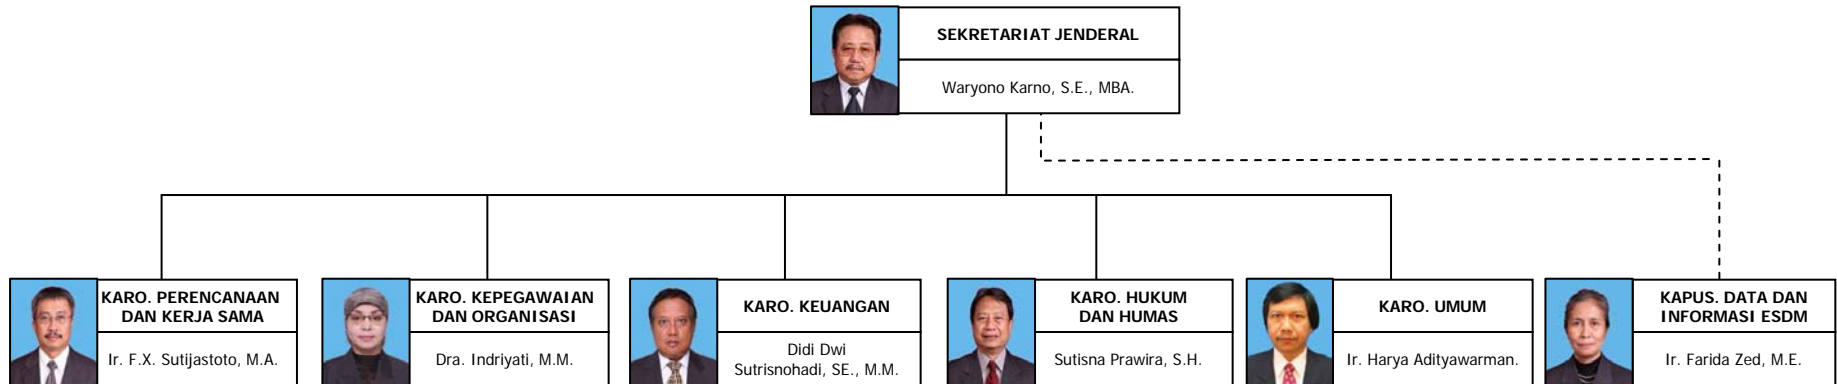 SEKRETARIAT JENDERAL
Waryono Karno, S.E., MBA.
KARO. PERENCANAAN
DAN KERJA SAMA
Ir. F.X. Sutijastoto, M.A.
KARO. KEPEGAWAIAN
DAN ORGANISASI
Dra. Indriyati, M.M.
KARO. KEUANGAN
Didi Dwi
Sutrisnohadi, SE., M.M.
KARO. HUKUM
DAN HUMAS
Sutisna Prawira, S.H.
KARO. UMUM
Ir. Harya Adityawarman.
KAPUS. DATA DAN
INFORMASI ESDM
Ir. Farida Zed, M.E.